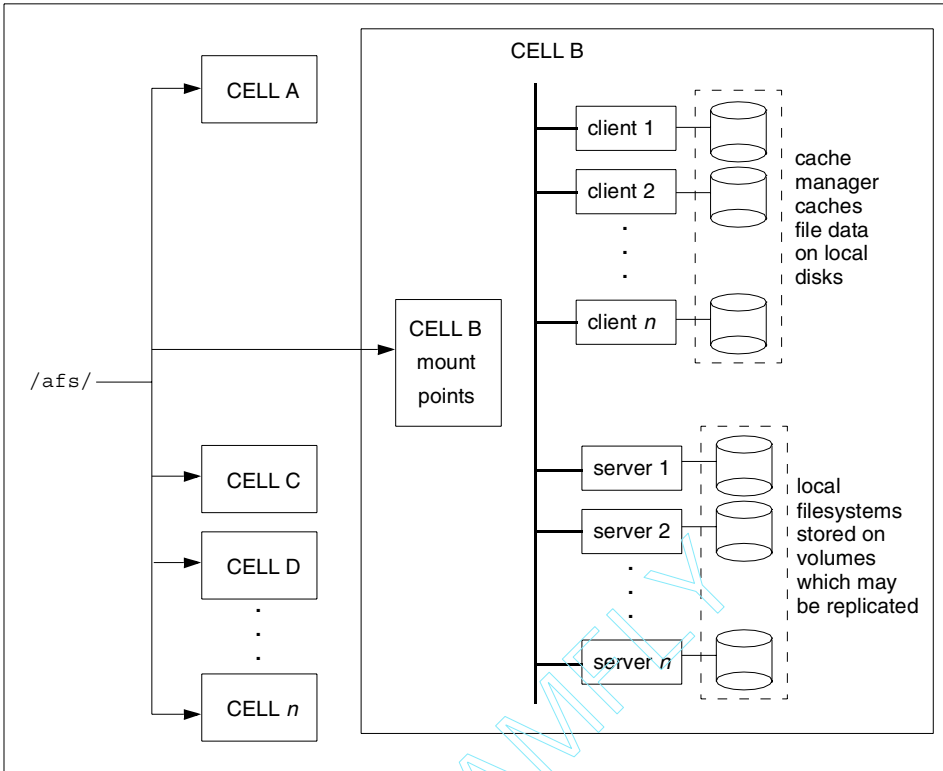 CELL B
CELL A
client 1
cache
manager
caches
file data
on local
disks
client 2
.
.
.
client n
CELL B
mount
points
/afs/
server 1
local
filesystems
stored on
volumes
which may
be replicated
CELL C
server 2
CELL D
.
.
.
.
.
.
server n
CELL n
AMFLY